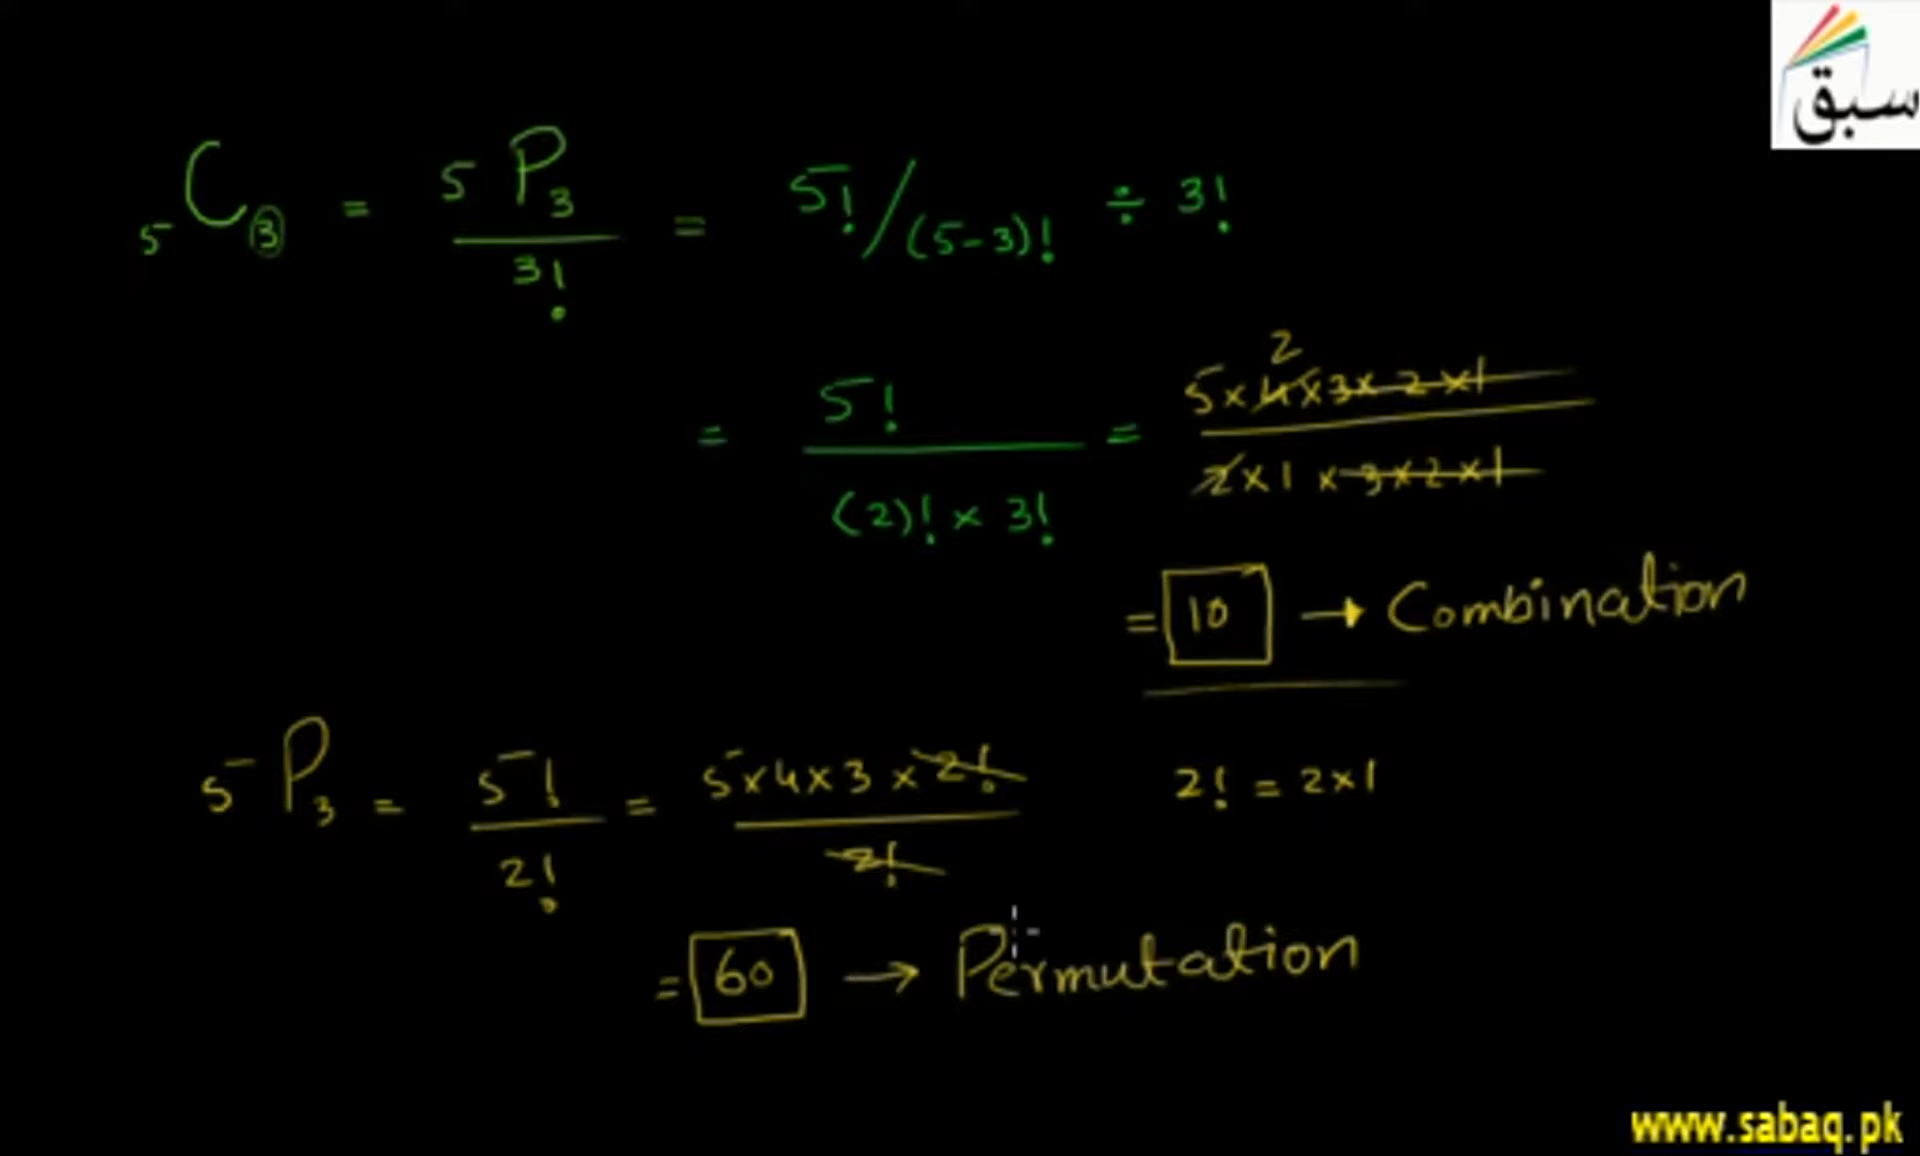 سبق
₅C₃ = ₅P₃ / 3! = 5!/(5-3)! ÷ 3!
= 5! / (2)! × 3! = 5×4×3×2×1 / 2×1×3×2×1
2
= 10 → Combination
₅P₃ = 5! / 2! = 5×4×3×2! / 2!
2! = 2×1
= 60 → Permutation
www.sabaq.pk